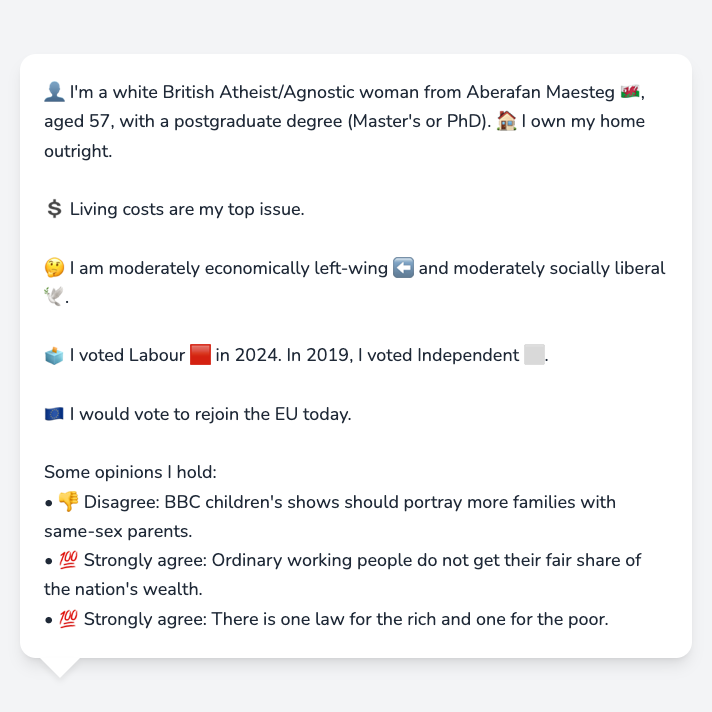 👤 I'm a white British Atheist/Agnostic woman from Aberafan Maesteg 🏴󠁧󠁢󠁷󠁬󠁳󠁿,
aged 57, with a postgraduate degree (Master's or PhD). 🏠 I own my home
outright.
💲 Living costs are my top issue.
🤔 I am moderately economically left-wing ⬅️ and moderately socially liberal
🕊️.
🗳️ I voted Labour 🟥 in 2024. In 2019, I voted Independent ⬜.
🇪🇺 I would vote to rejoin the EU today.
Some opinions I hold:
• 👎 Disagree: BBC children's shows should portray more families with
same-sex parents.
• 💯 Strongly agree: Ordinary working people do not get their fair share of
the nation's wealth.
• 💯 Strongly agree: There is one law for the rich and one for the poor.